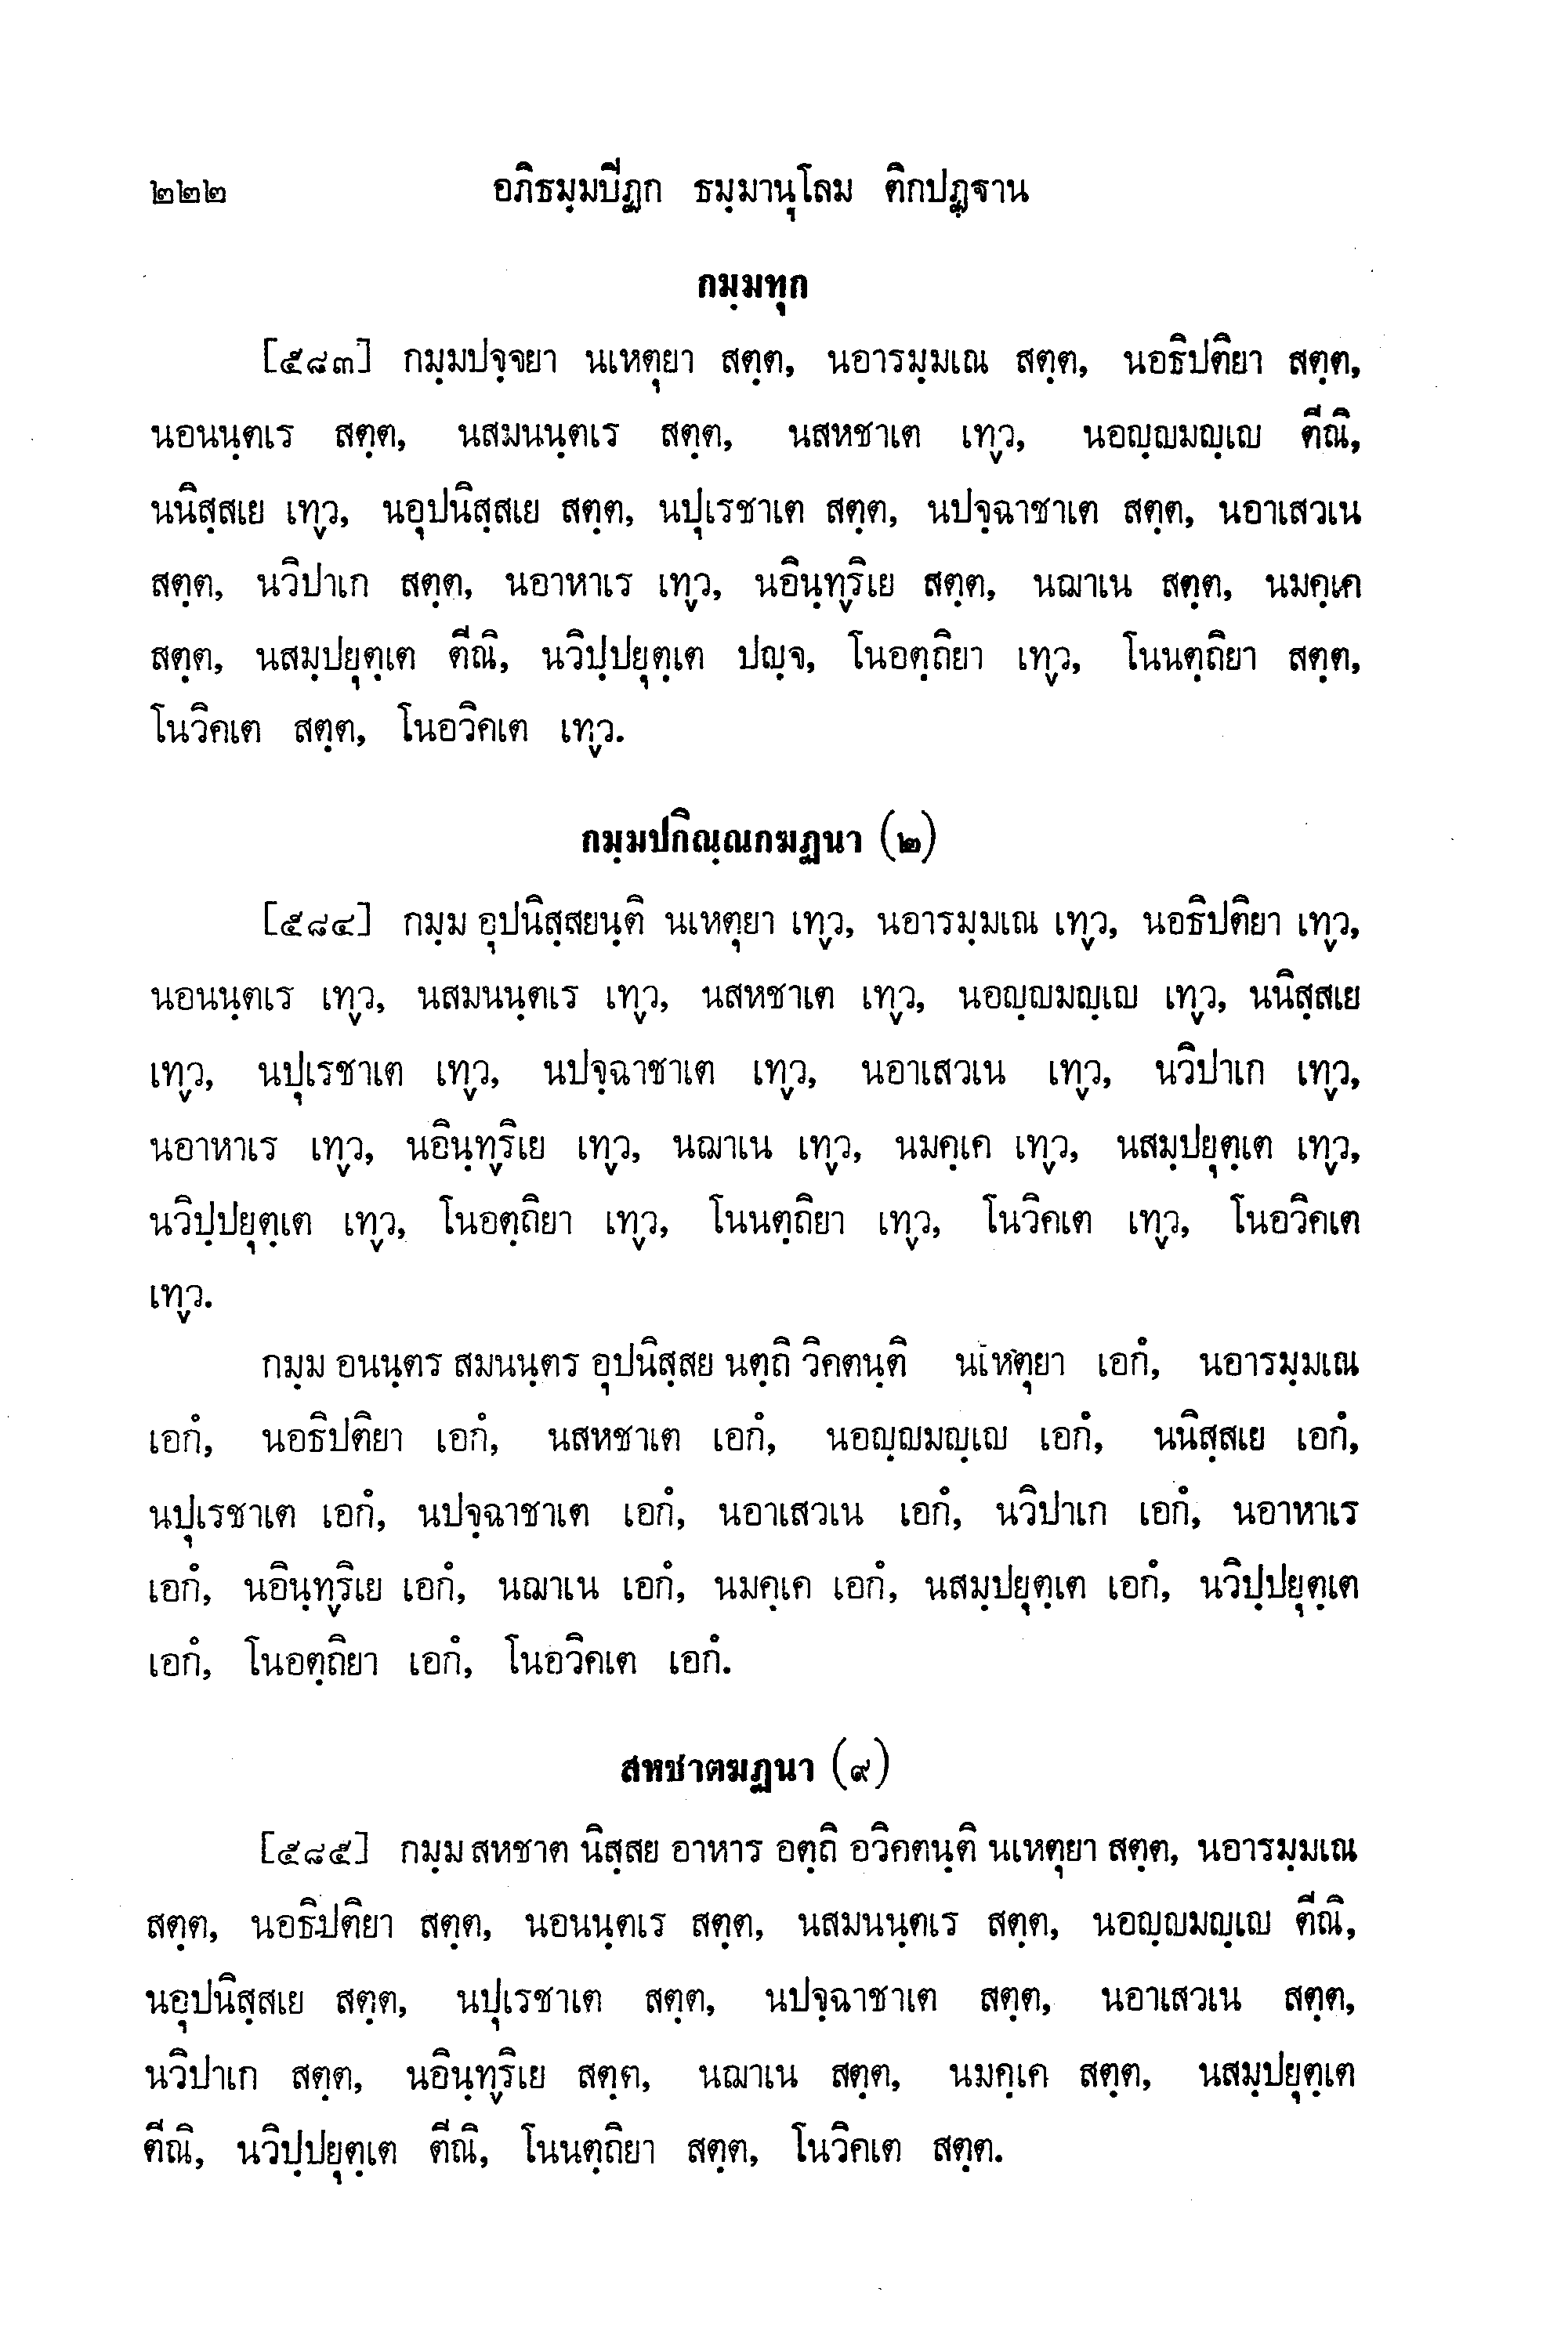 ๒๒๒ อภิธมฺมปีฏก ธมฺมานุโลม ติกปฏฺฐาน
กมฺมทุก
[๕๘๓] กมฺมปจฺจยา นเหตุยา สตฺต, นอารมฺมเณ สตฺต, นอธิปติยา สตฺต,
นอนนฺตเร สตฺต, นสมนนฺตเร สตฺต, นสหชาเต เทฺว, นอญฺญมญฺเญ ตีณิ,
นนิสฺสเย เทฺว, นอุปนิสฺสเย สตฺต, นปุเรชาเต สตฺต, นปจฺฉาชาเต สตฺต, นอาเสวเน
สตฺต, นวิปาเก สตฺต, นอาหาเร เทฺว, นอินฺทฺริเย สตฺต, นฌาเน สตฺต, นมคฺเค
สตฺต, นสมฺปยุตฺเต ตีณิ, นวิปฺปยุตฺเต ปญฺจ, โนอตฺถิยา เทฺว, โนนตฺถิยา สตฺต,
โนวิคเต สตฺต, โนอวิคเต เทฺว.
กมฺมปกิณฺณกฆฏนา (๒)
[๕๘๔] กมฺม อุปนิสฺสยนฺติ นเหตุยา เทฺว, นอารมฺมเณ เทฺว, นอธิปติยา เทฺว,
นอนนฺตเร เทฺว, นสมนนฺตเร เทฺว, นสหชาเต เทฺว, นอญฺญมญฺเญ เทฺว, นนิสฺสเย
เทฺว, นปุเรชาเต เทฺว, นปจฺฉาชาเต เทฺว, นอาเสวเน เทฺว, นวิปาเก เทฺว,
นอาหาเร เทฺว, นอินฺทฺริเย เทฺว, นฌาเน เทฺว, นมคฺเค เทฺว, นสมฺปยุตฺเต เทฺว,
นวิปฺปยุตฺเต เทฺว, โนอตฺถิยา เทฺว, โนนตฺถิยา เทฺว, โนวิคเต เทฺว, โนอวิคเต
เทฺว.
กมฺม อนนฺตร สมนนฺตร อุปนิสฺสย นตฺถิ วิคตนฺติ นเหตุยา เอกํ, นอารมฺมเณ
เอกํ, นอธิปติยา เอกํ, นสหชาเต เอกํ, นอญฺญมญฺเญ เอกํ, นนิสฺสเย เอกํ,
นปุเรชาเต เอกํ, นปจฺฉาชาเต เอกํ, นอาเสวเน เอกํ, นวิปาเก เอกํ, นอาหาเร
เอกํ, นอินฺทฺริเย เอกํ, นฌาเน เอกํ, นมคฺเค เอกํ, นสมฺปยุตฺเต เอกํ, นวิปฺปยุตฺเต
เอกํ, โนอตฺถิยา เอกํ, โนอวิคเต เอกํ.
สหชาตฆฏนา (๙)
[๕๘๕] กมฺม สหชาต นิสฺสย อาหาร อตฺถิ อวิคตนฺติ นเหตุยา สตฺต, นอารมฺมเณ
สตฺต, นอธิปติยา สตฺต, นอนนฺตเร สตฺต, นสมนนฺตเร สตฺต, นอญฺญมญฺเญ ตีณิ,
นอุปนิสฺสเย สตฺต, นปุเรชาเต สตฺต, นปจฺฉาชาเต สตฺต, นอาเสวเน สตฺต,
นวิปาเก สตฺต, นอินฺทฺริเย สตฺต, นฌาเน สตฺต, นมคฺเค สตฺต, นสมฺปยุตฺเต
ตีณิ, นวิปฺปยุตฺเต ตีณิ, โนนตฺถิยา สตฺต, โนวิคเต สตฺต.